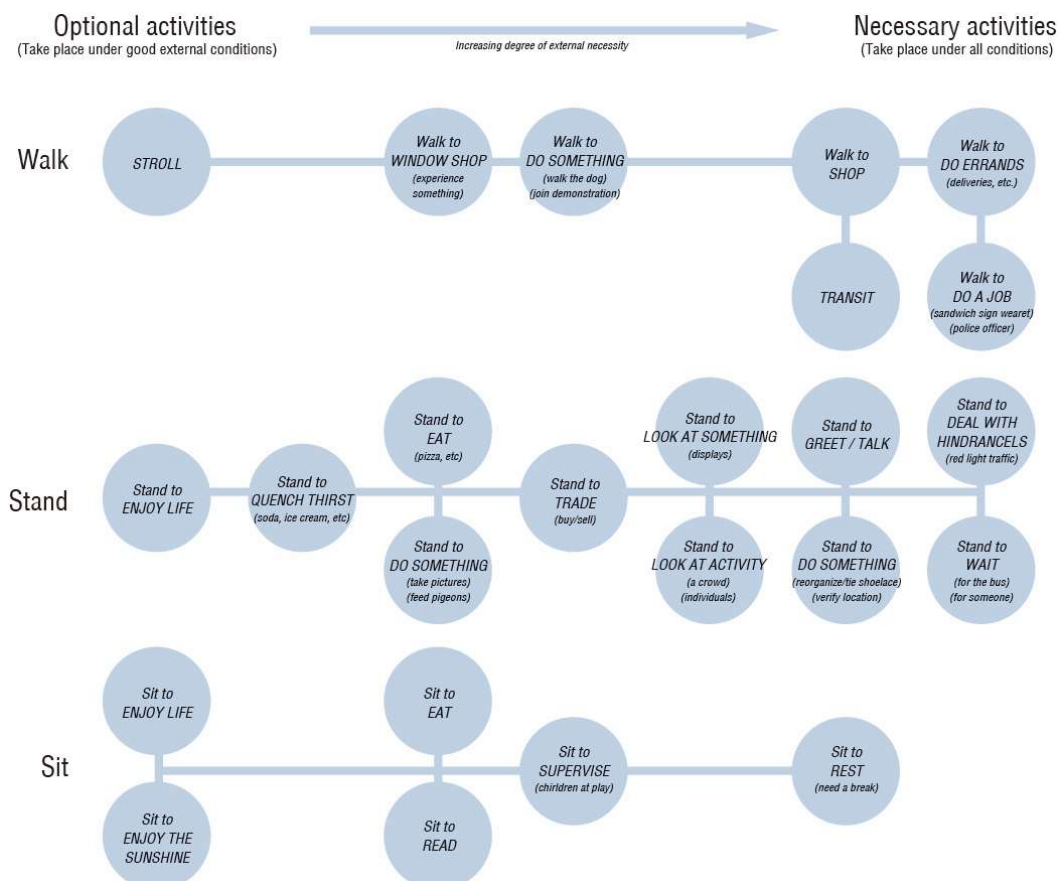 Optional activities
(Take place under good external conditions)
Increasing degree of external necessity
Necessary activities
(Take place under all conditions)
Walk
STROLL
Walk to
WINDOW SHOP
(experience
something)
Walk to
DO SOMETHING
(walk the dog)
(join demonstration)
Walk to
SHOP
Walk to
DO ERRANDS
(deliveries, etc.)
TRANSIT
Walk to
DO A JOB
(sandwich sign wearet)
(police officer)
Stand
Stand to
ENJOY LIFE
Stand to
QUENCH THIRST
(soda, ice cream, etc)
Stand to
EAT
(pizza, etc)
Stand to
DO SOMETHING
(take pictures)
(feed pigeons)
Stand to
TRADE
(buy/sell)
Stand to
LOOK AT SOMETHING
(displays)
Stand to
LOOK AT ACTIVITY
(a crowd)
(individuals)
Stand to
GREET / TALK
Stand to
DO SOMETHING
(reorganize/tie shoelace)
(verify location)
Stand to
DEAL WITH
HINDRANCELS
(red light traffic)
Stand to
WAIT
(for the bus)
(for someone)
Sit
Sit to
ENJOY LIFE
Sit to
ENJOY THE
SUNSHINE
Sit to
EAT
Sit to
READ
Sit to
SUPERVISE
(chirldren at play)
Sit to
REST
(need a break)